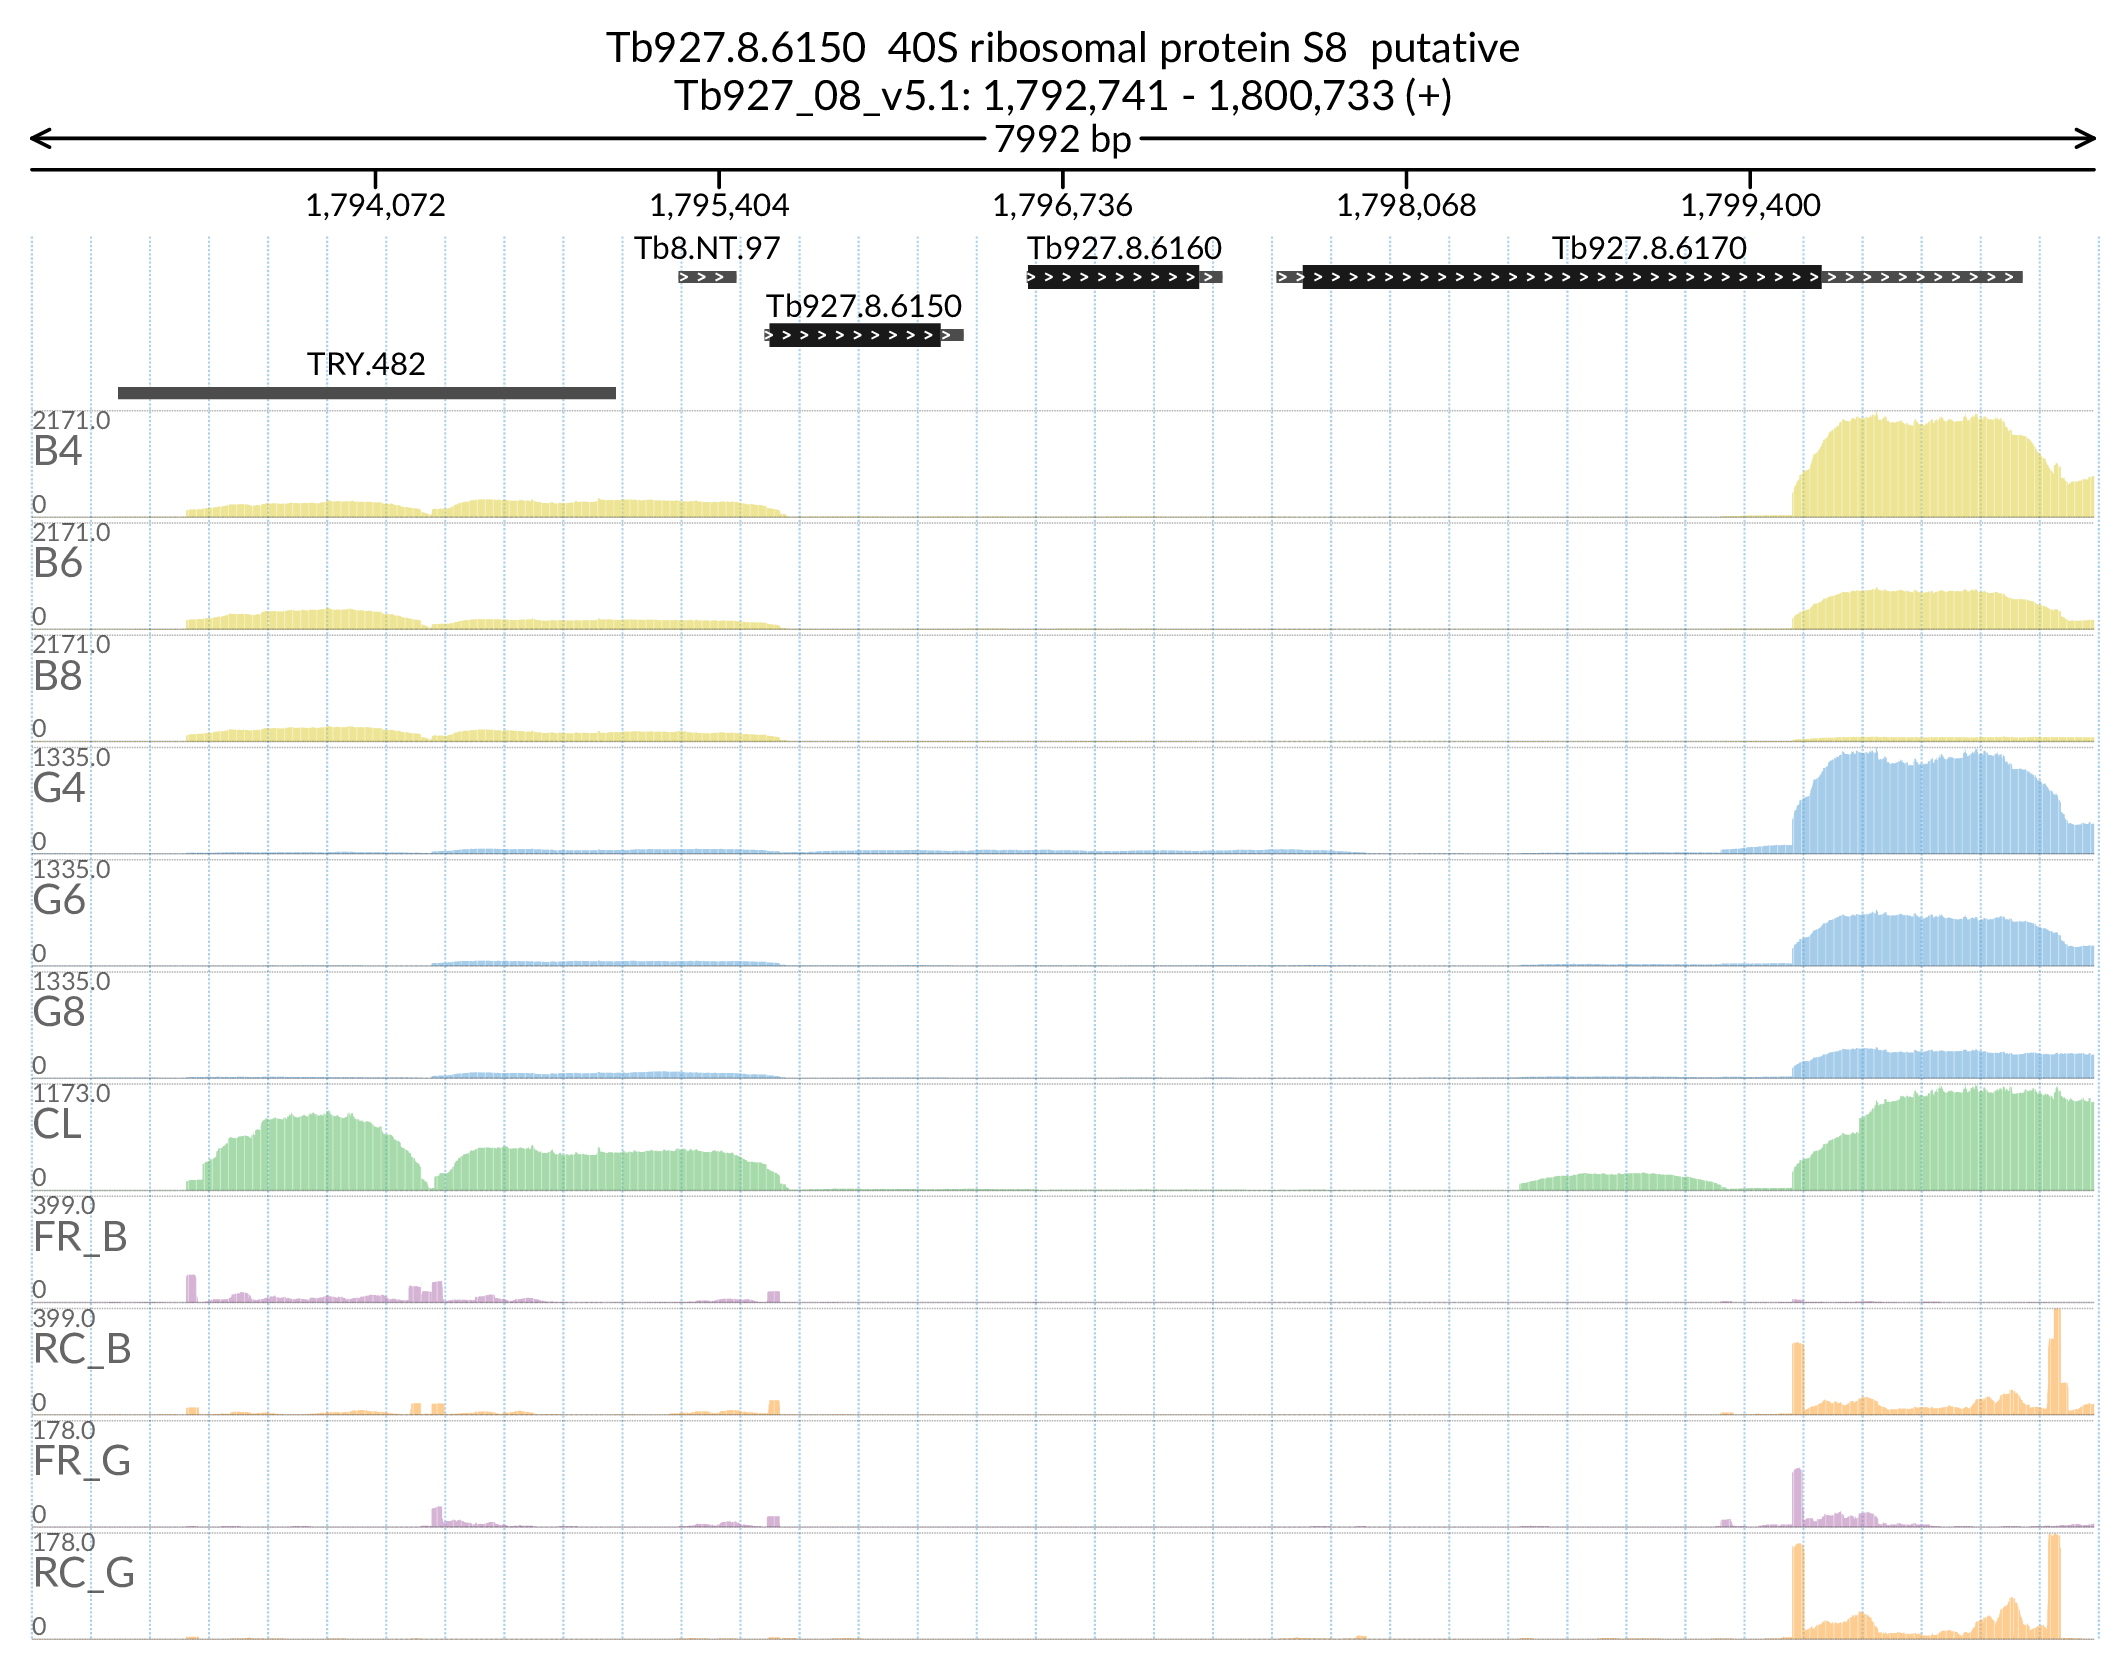 Tb927.8.6150  40S ribosomal protein S8  putative
Tb927_08_v5.1: 1,792,741 - 1,800,733 (+)
7992 bp
1,794,072 1,795,404 1,796,736 1,798,068 1,799,400
Tb8.NT.97 Tb927.8.6160 Tb927.8.6170
Tb927.8.6150
TRY.482
2171.0
B4
0
2171.0
B6
0
2171.0
B8
0
1335.0
G4
0
1335.0
G6
0
1335.0
G8
0
1173.0
CL
0
399.0
FR_B
0
399.0
RC_B
0
178.0
FR_G
0
178.0
RC_G
0